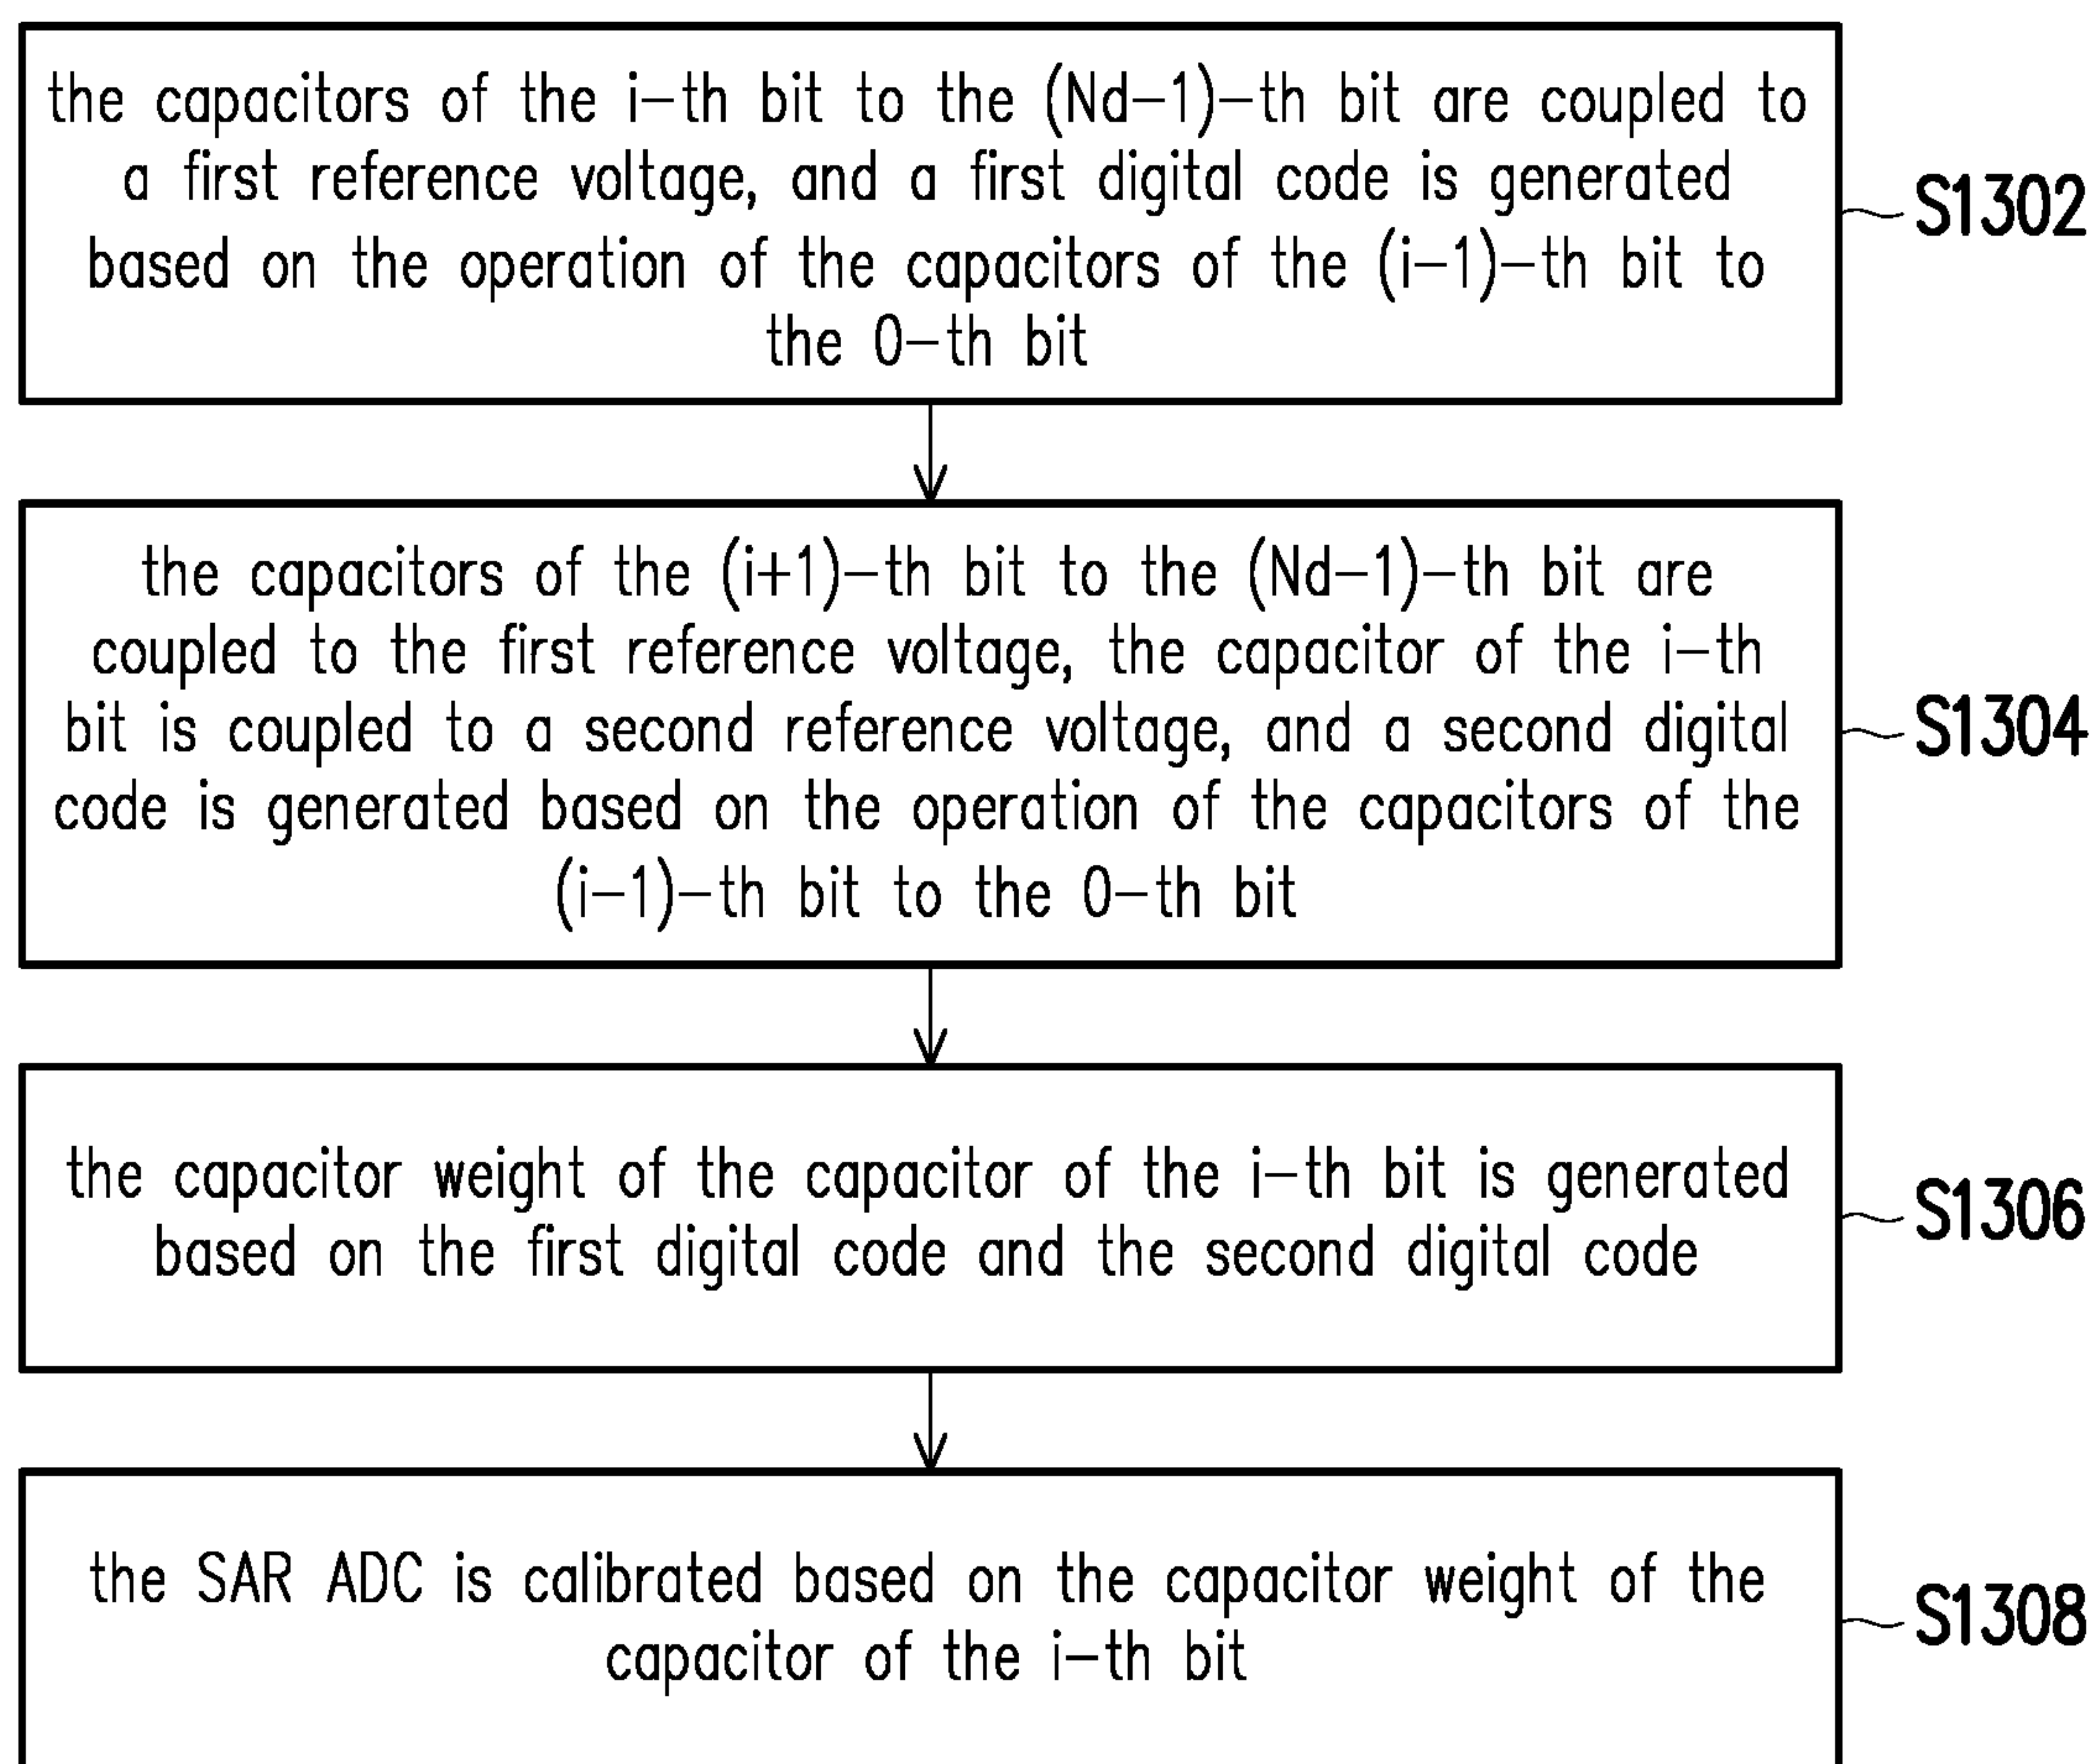 the capacitors of the i-th bit to the (Nd-1)-th bit are coupled to
a first reference voltage, and a first digital code is generated
based on the operation of the capacitors of the (i-1)-th bit to
the 0-th bit
S1302
the capacitors of the (i+1)-th bit to the (Nd-1)-th bit are
coupled to the first reference voltage, the capacitor of the i-th
bit is coupled to a second reference voltage, and a second digital
code is generated based on the operation of the capacitors of the
(i-1)-th bit to the 0-th bit
S1304
the capacitor weight of the capacitor of the i-th bit is generated
based on the first digital code and the second digital code
S1306
the SAR ADC is calibrated based on the capacitor weight of the
capacitor of the i-th bit
S1308